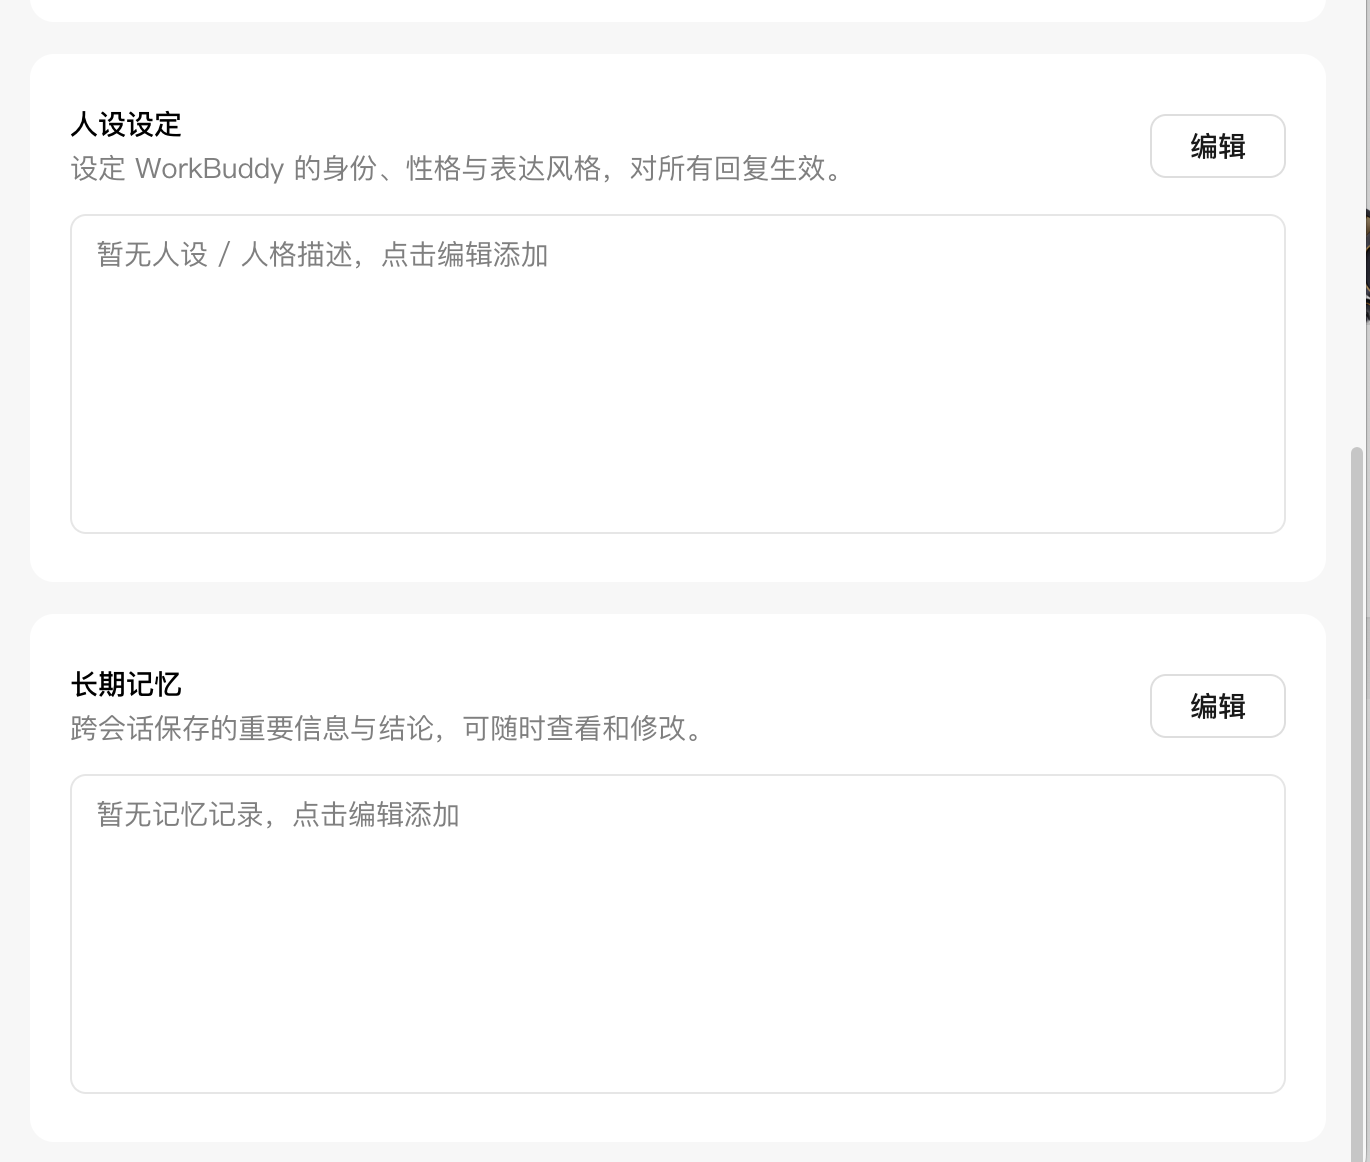 人设设定
编辑
设定 WorkBuddy 的身份、性格与表达风格，对所有回复生效。
暂无人设 / 人格描述，点击编辑添加
长期记忆
编辑
跨会话保存的重要信息与结论，可随时查看和修改。
暂无记忆记录，点击编辑添加